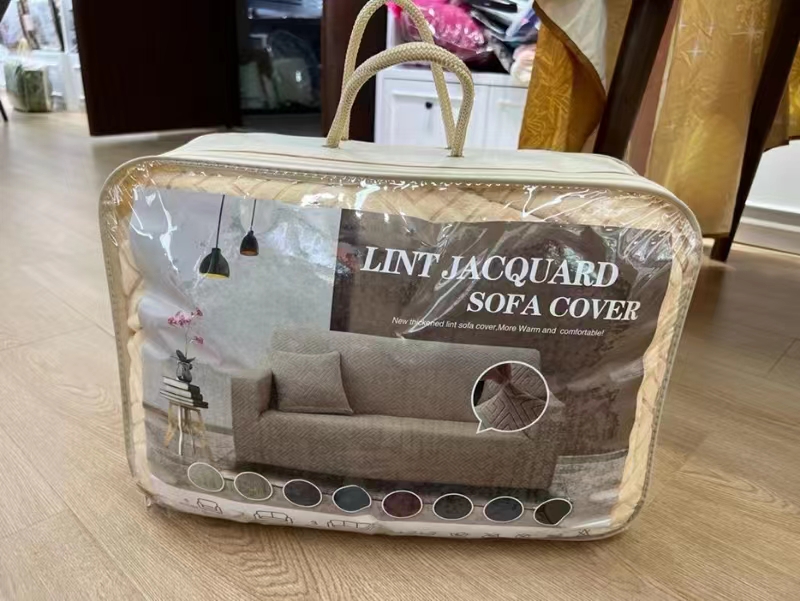 LINT JACQUARD
SOFA COVER
New thickened lint sofa cover,More Warm and comfortable!